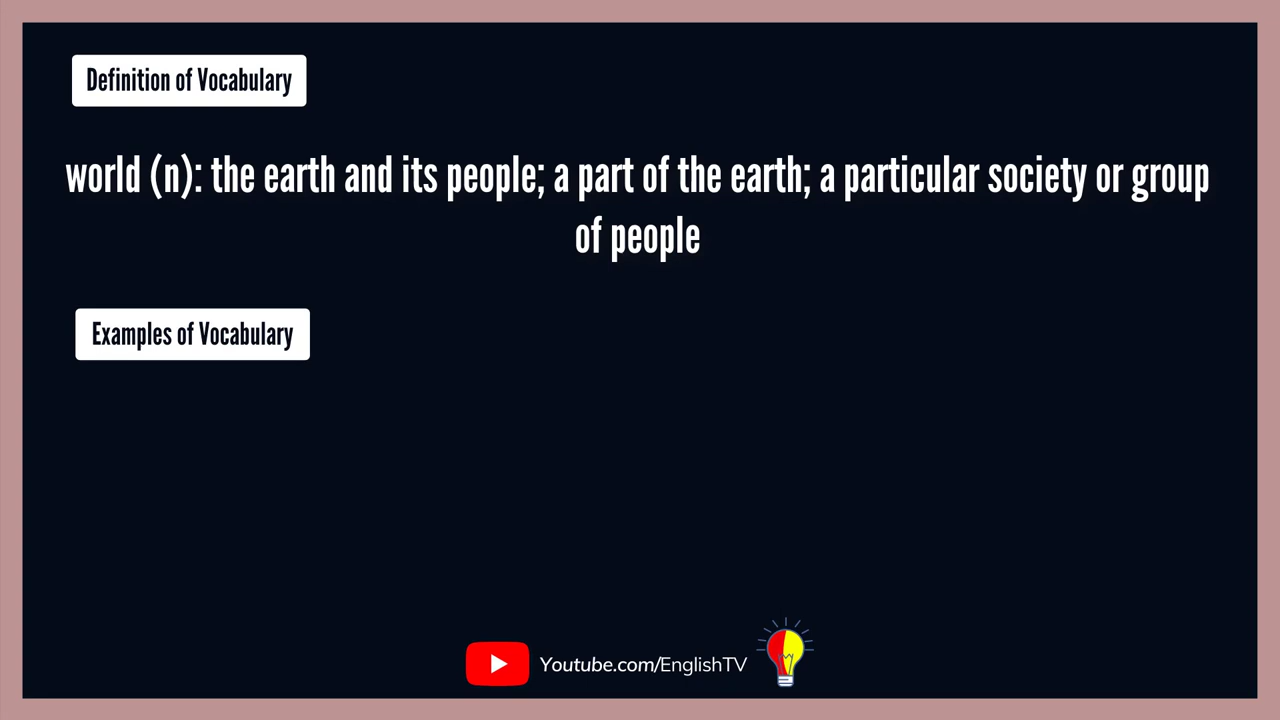 Definition of Vocabulary
world (n): the earth and its people; a part of the earth; a particular society or group
of people
Examples of Vocabulary
Youtube.com/EnglishTV